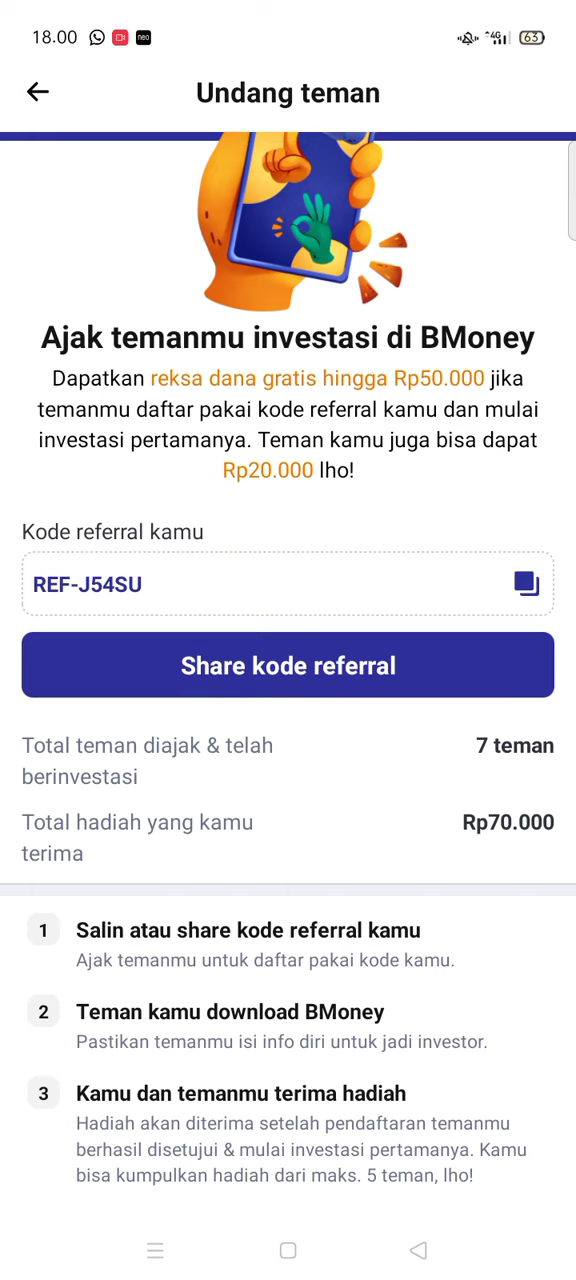 18.00 neo 4G 63
Undang teman
Ajak temanmu investasi di BMoney
Dapatkan reksa dana gratis hingga Rp50.000 jika
temanmu daftar pakai kode referral kamu dan mulai
investasi pertamanya. Teman kamu juga bisa dapat
Rp20.000 lho!
Kode referral kamu
REF-J54SU
Share kode referral
Total teman diajak & telah
berinvestasi
7 teman
Total hadiah yang kamu
terima
Rp70.000
1 Salin atau share kode referral kamu
Ajak temanmu untuk daftar pakai kode kamu.
2 Teman kamu download BMoney
Pastikan temanmu isi info diri untuk jadi investor.
3 Kamu dan temanmu terima hadiah
Hadiah akan diterima setelah pendaftaran temanmu
berhasil disetujui & mulai investasi pertamanya. Kamu
bisa kumpulkan hadiah dari maks. 5 teman, lho!